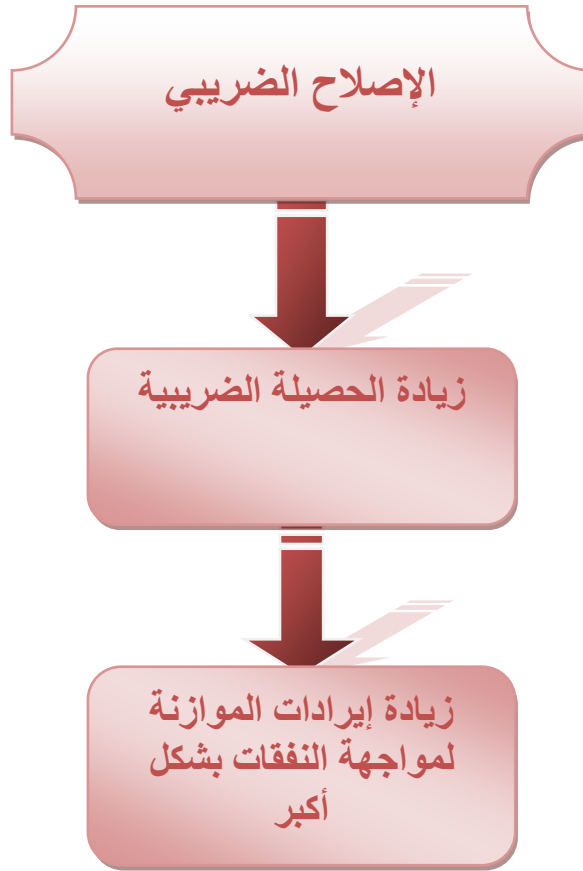 الإصلاح الضريبي
زيادة الحصيلة الضريبية
زيادة إيرادات الموازنة
لمواجهة النفقات بشكل
أكبر